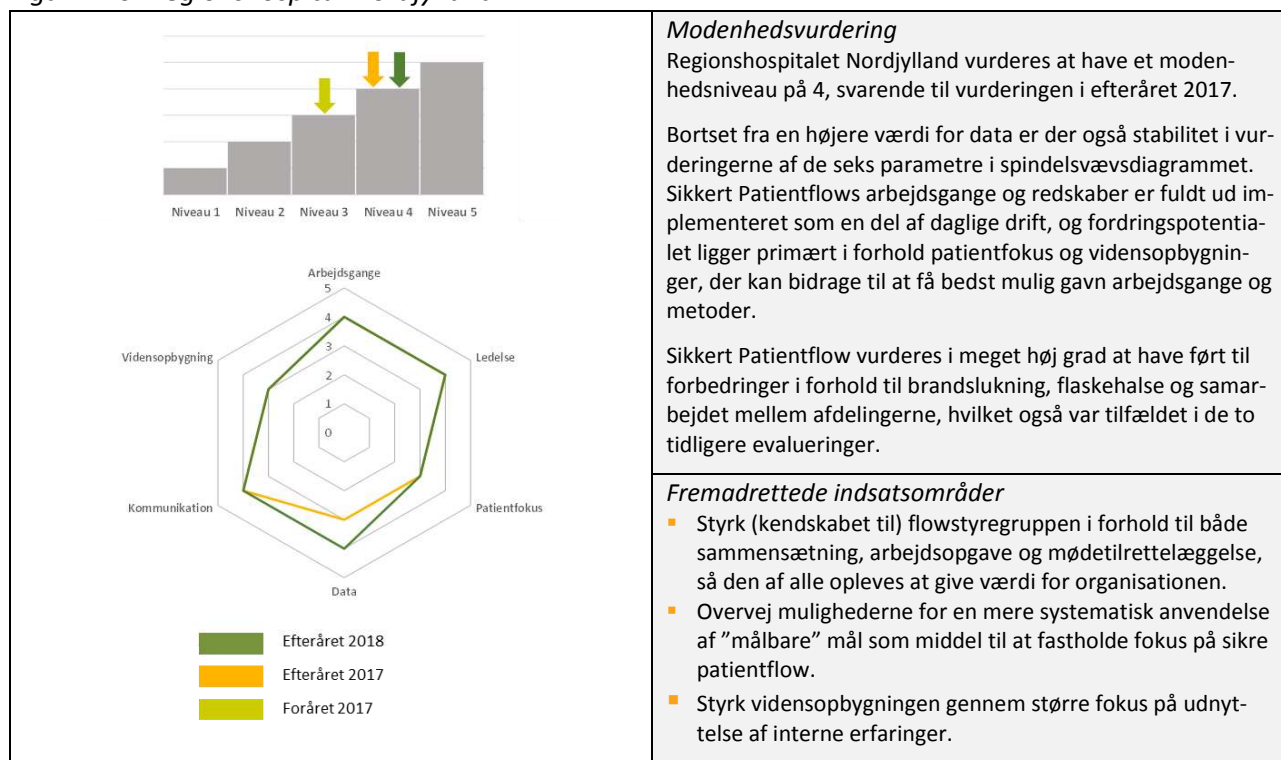 Modenhedsvurdering
Regionshospitalet Nordjylland vurderes at have et moden-
hedsniveau på 4, svarende til vurderingen i efteråret 2017.
Bortset fra en højere værdi for data er der også stabilitet i vur-
deringerne af de seks parametre i spindelsvævsdiagrammet.
Sikkert Patientflows arbejdsgange og redskaber er fuldt ud im-
plementeret som en del af daglige drift, og fordringspotentia-
let ligger primært i forhold patientfokus og vidensopbygnin-
ger, der kan bidrage til at få bedst mulig gavn arbejdsgange og
metoder.
Sikkert Patientflow vurderes i meget høj grad at have ført til
forbedringer i forhold til brandslukning, flaskehalse og samar-
bejdet mellem afdelingerne, hvilket også var tilfældet i de to
tidligere evalueringer.
Niveau 1 Niveau 2 Niveau 3 Niveau 4 Niveau 5
Arbejdsgange
5
4
3
2
1
0
Ledelse
Patientfokus
Data
Kommunikation
Vidensopbygning
Efteråret 2018
Efteråret 2017
Foråret 2017
Fremadrettede indsatsområder
Styrk (kendskabet til) flowstyregruppen i forhold til både
sammensætning, arbejdsopgave og mødetilrettelæggelse,
så den af alle opleves at give værdi for organisationen.
Overvej mulighederne for en mere systematisk anvendelse
af ”målbare” mål som middel til at fastholde fokus på sikre
patientflow.
Styrk vidensopbygningen gennem større fokus på udnyt-
telse af interne erfaringer.